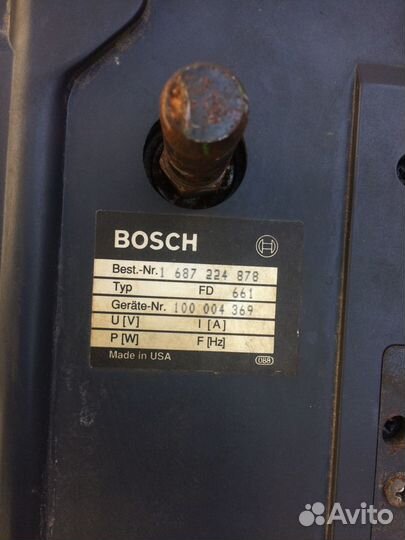 BOSCH
Best.-Nr. 1 687 224 878
Typ FD 661
Geräte-Nr. 100 004 369
U [V] I [A]
P [W] F [Hz]
Made in USA 088
Avito